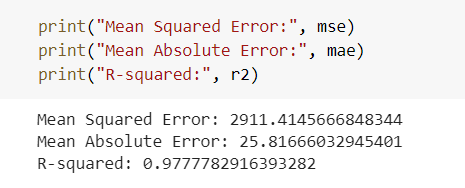 print("Mean Squared Error:", mse)
print("Mean Absolute Error:", mae)
print("R-squared:", r2)
Mean Squared Error: 2911.4145666848344
Mean Absolute Error: 25.81666032945401
R-squared: 0.9777782916393282